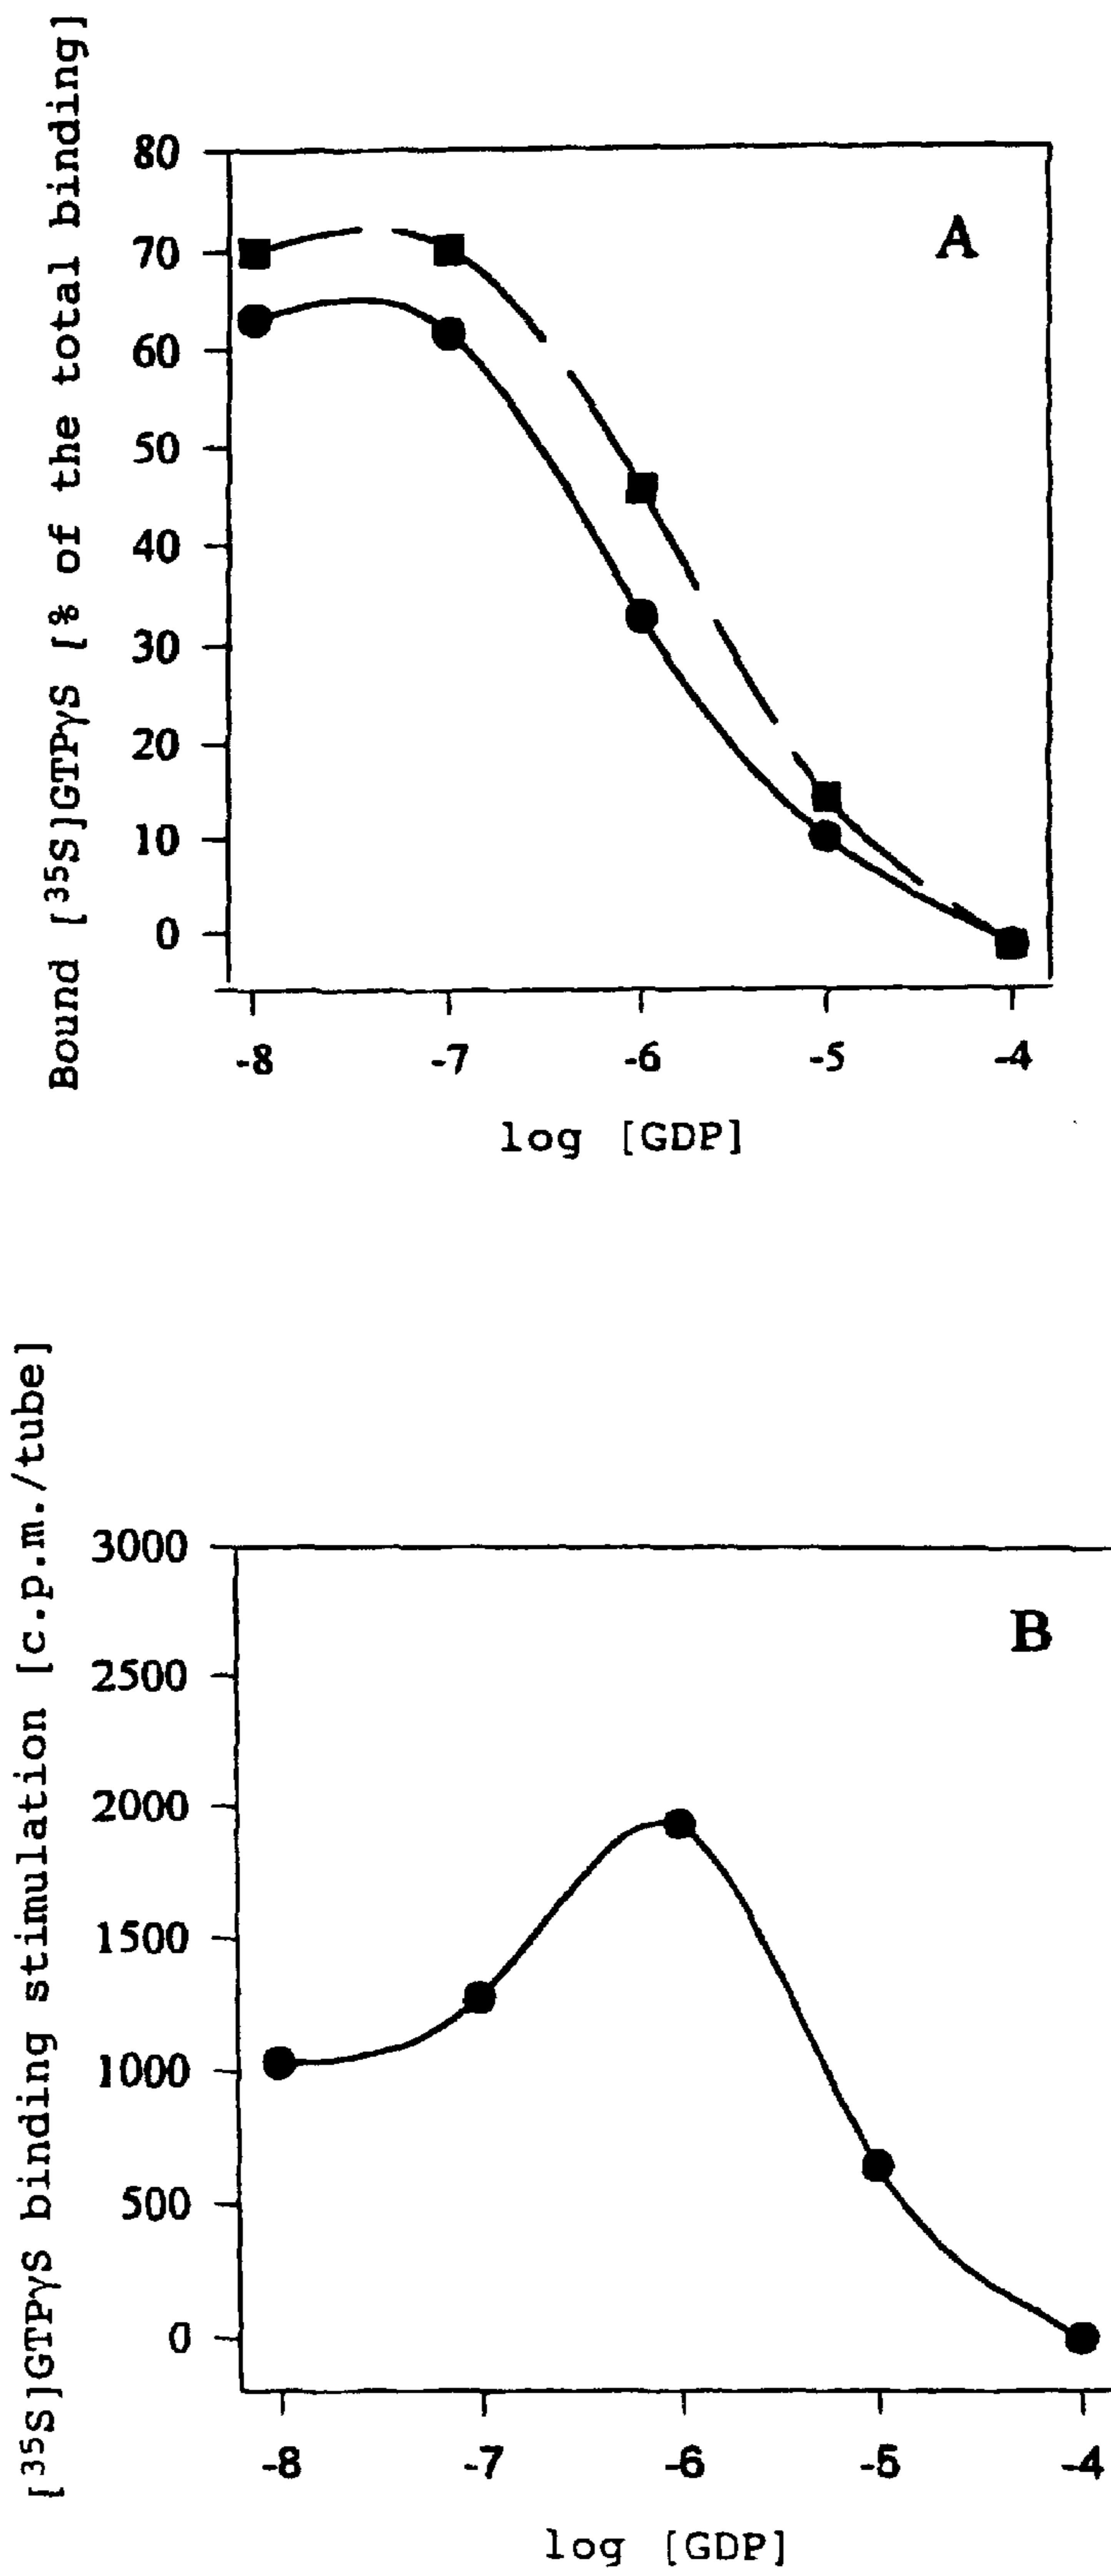 Bound [³⁵S]GTPγS [% of the total binding]
80
70
60
50
40
30
20
10
0
A
-8 -7 -6 -5 -4
log [GDP]
[³⁵S]GTPγS binding stimulation [c.p.m./tube]
3000
2500
2000
1500
1000
500
0
B
-8 -7 -6 -5 -4
log [GDP]